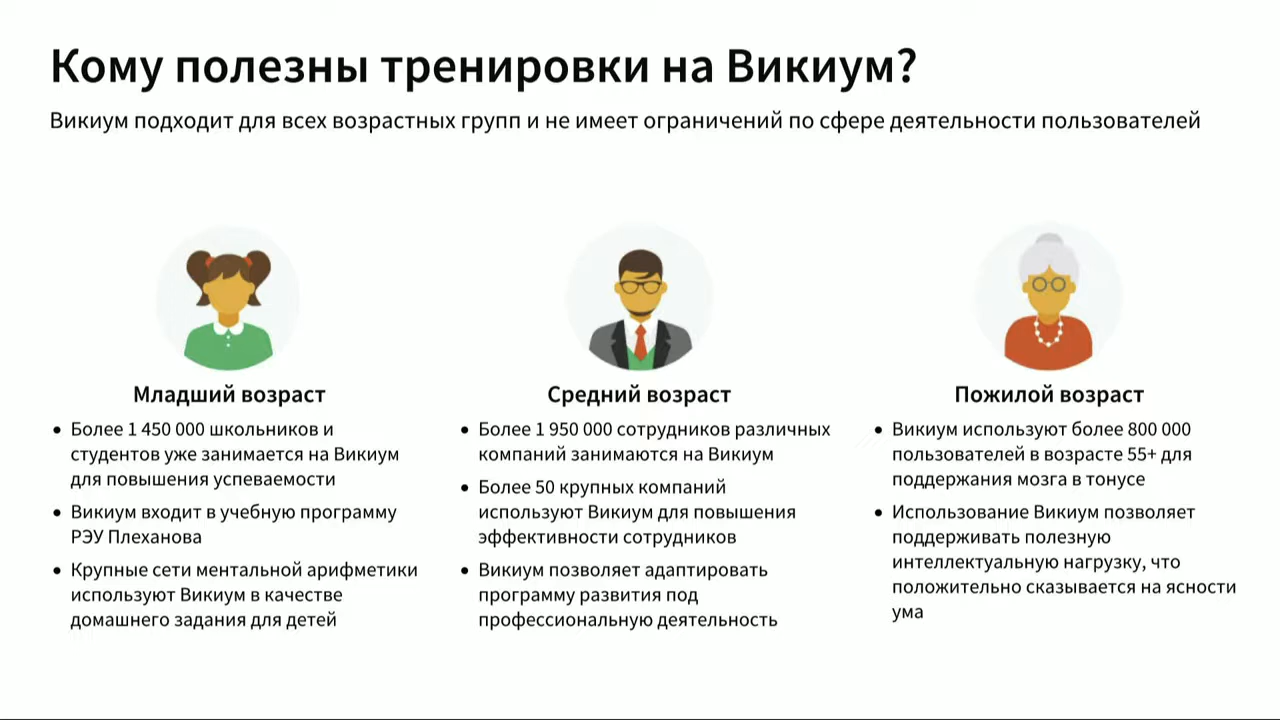 Кому полезны тренировки на Викиум?
Викиум подходит для всех возрастных групп и не имеет ограничений по сфере деятельности пользователей
Младший возраст
• Более 1 450 000 школьников и
студентов уже занимается на Викиум
для повышения успеваемости
• Викиум входит в учебную программу
РЭУ Плеханова
• Крупные сети ментальной арифметики
используют Викиум в качестве
домашнего задания для детей
Средний возраст
• Более 1 950 000 сотрудников различных
компаний занимаются на Викиум
• Более 50 крупных компаний
используют Викиум для повышения
эффективности сотрудников
• Викиум позволяет адаптировать
программу развития под
профессиональную деятельность
Пожилой возраст
• Викиум используют более 800 000
пользователей в возрасте 55+ для
поддержания мозга в тонусе
• Использование Викиум позволяет
поддерживать полезную
интеллектуальную нагрузку, что
положительно сказывается на ясности
ума